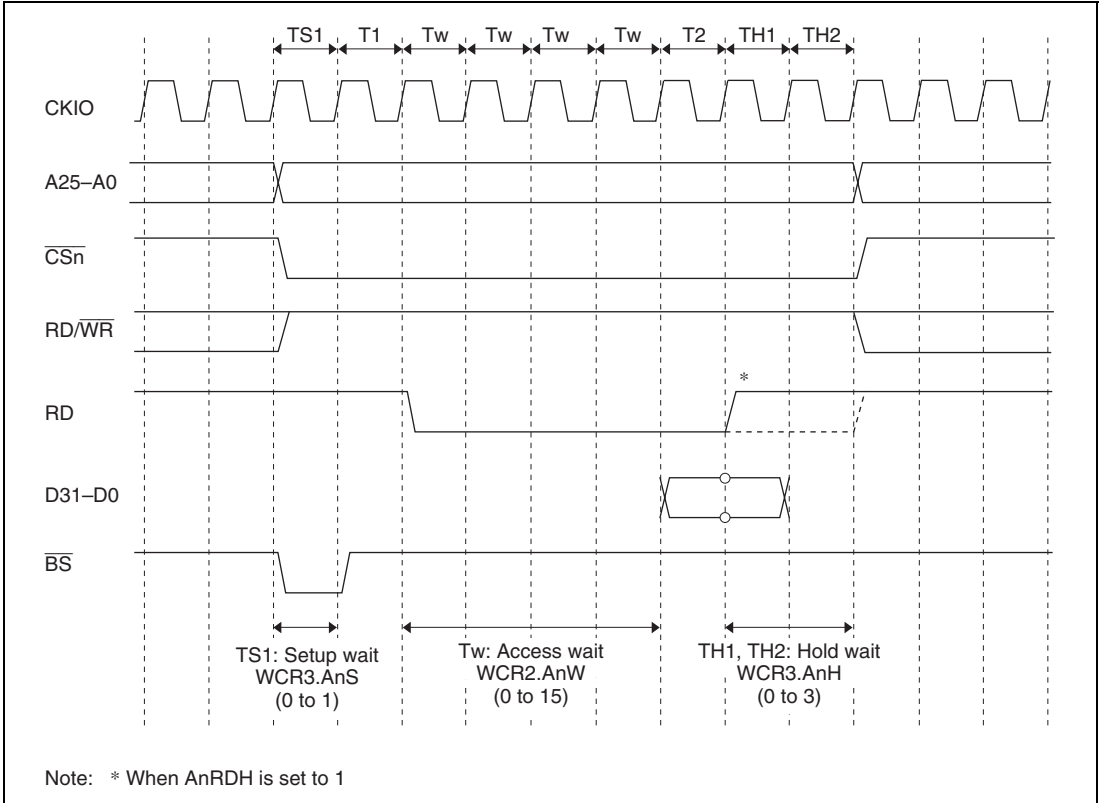 TS1 T1 Tw Tw Tw Tw T2 TH1 TH2
CKIO
A25–A0
CSn
RD/WR
*
RD
D31–D0
BS
TS1: Setup wait
WCR3.AnS
(0 to 1)
Tw: Access wait
WCR2.AnW
(0 to 15)
TH1, TH2: Hold wait
WCR3.AnH
(0 to 3)
Note: * When AnRDH is set to 1